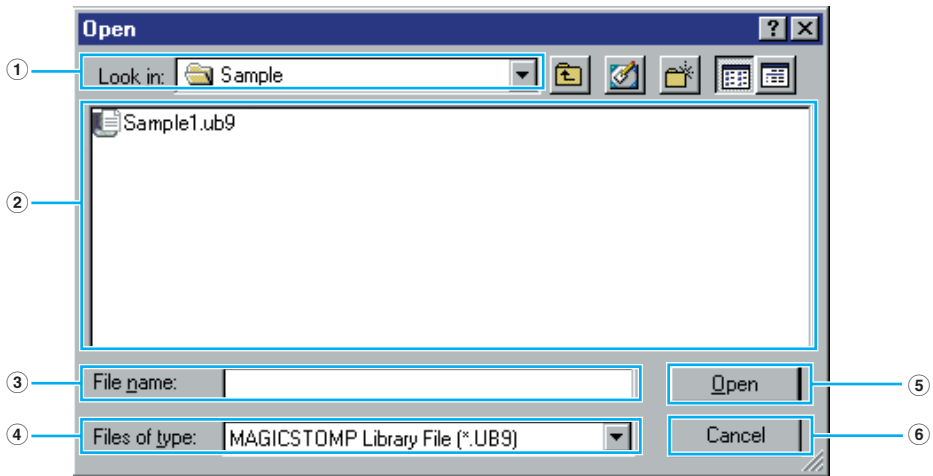 Open
① Look in: Sample
Sample1.ub9
②
③ File name:
Open ⑤
④ Files of type: MAGICSTOMP Library File (*.UB9)
Cancel ⑥